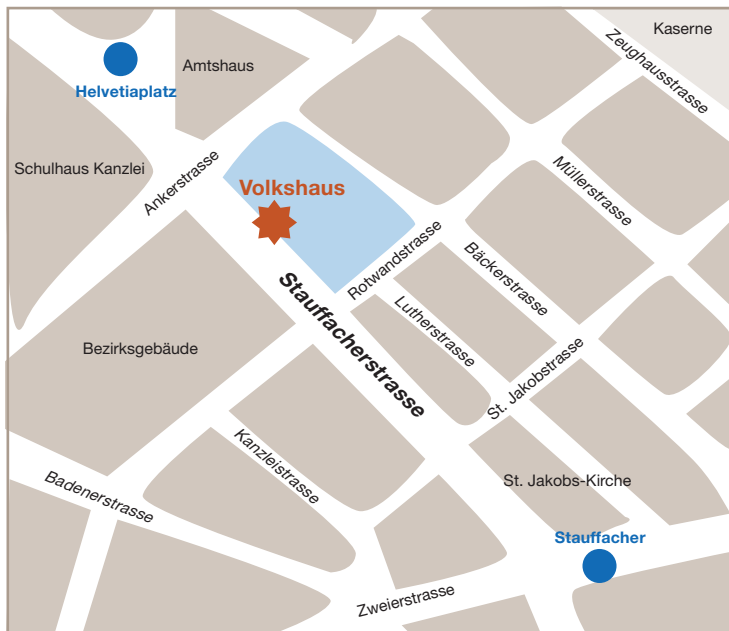 Kaserne
Zeughausstrasse
Amtshaus
Helvetiaplatz
Schulhaus Kanzlei
Ankerstrasse
Müllerstrasse
Volkshaus
Rotwandstrasse
Bäckerstrasse
Stauffacherstrasse
Lutherstrasse
Bezirksgebäude
St. Jakobstrasse
Kanzleistrasse
St. Jakobs-Kirche
Badenerstrasse
Stauffacher
Zweierstrasse